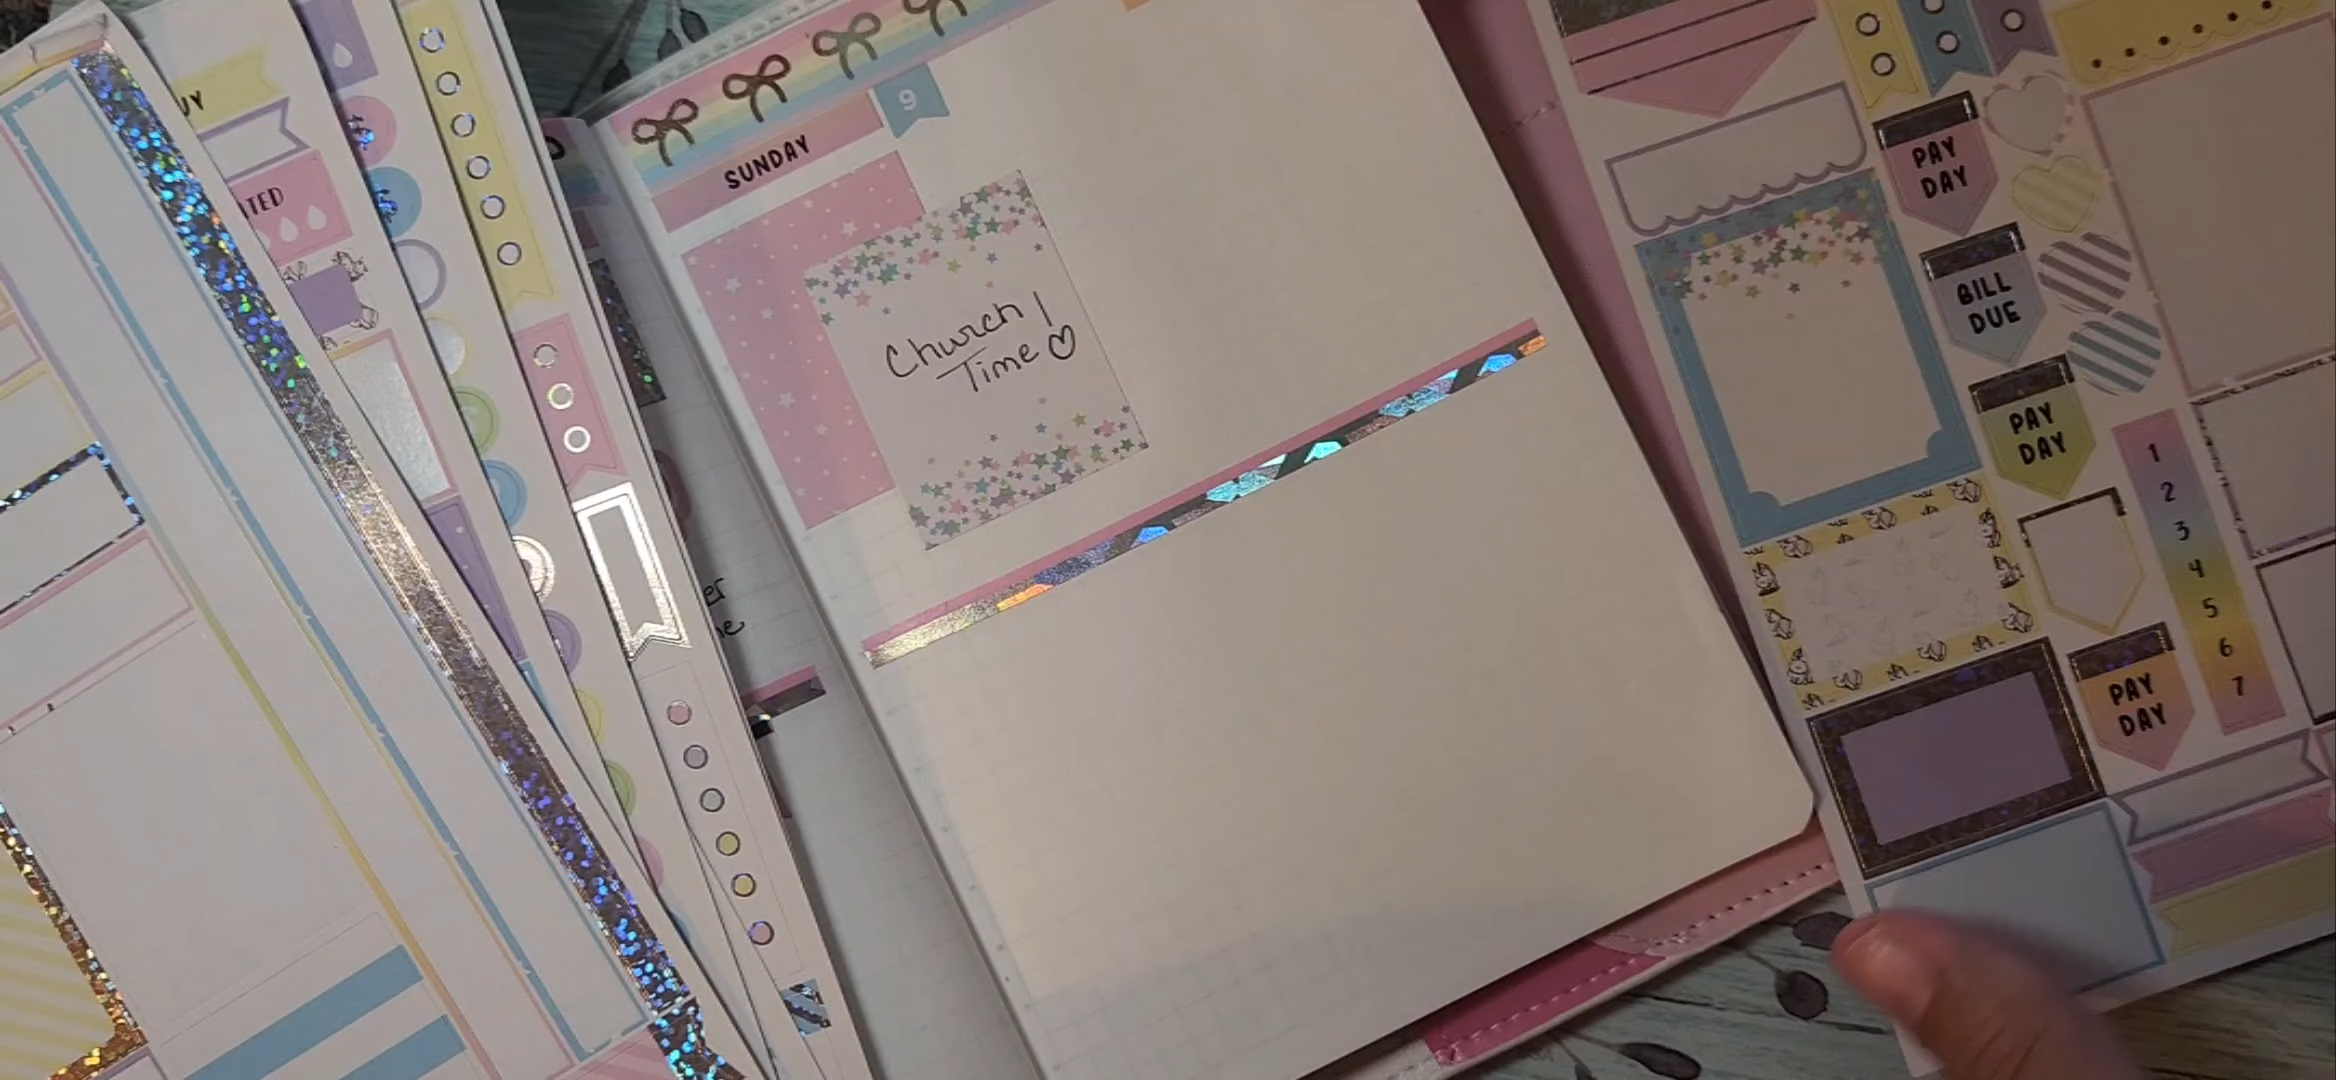 9
SUNDAY
Church
Time ♡
PAY
DAY
BILL
DUE
PAY
DAY
PAY
DAY
1
2
3
4
5
6
7